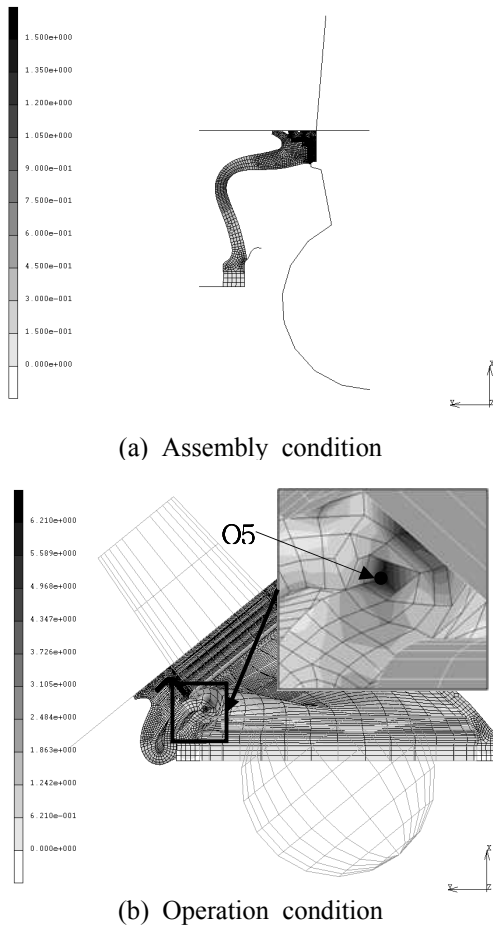 1.500e+000
1.350e+000
1.200e+000
1.050e+000
9.000e-001
7.500e-001
6.000e-001
4.500e-001
3.000e-001
1.500e-001
0.000e+000
(a) Assembly condition
6.210e+000
5.589e+000
4.968e+000
4.347e+000
3.726e+000
3.105e+000
2.484e+000
1.863e+000
1.242e+000
6.210e-001
0.000e+000
O5
(b) Operation condition